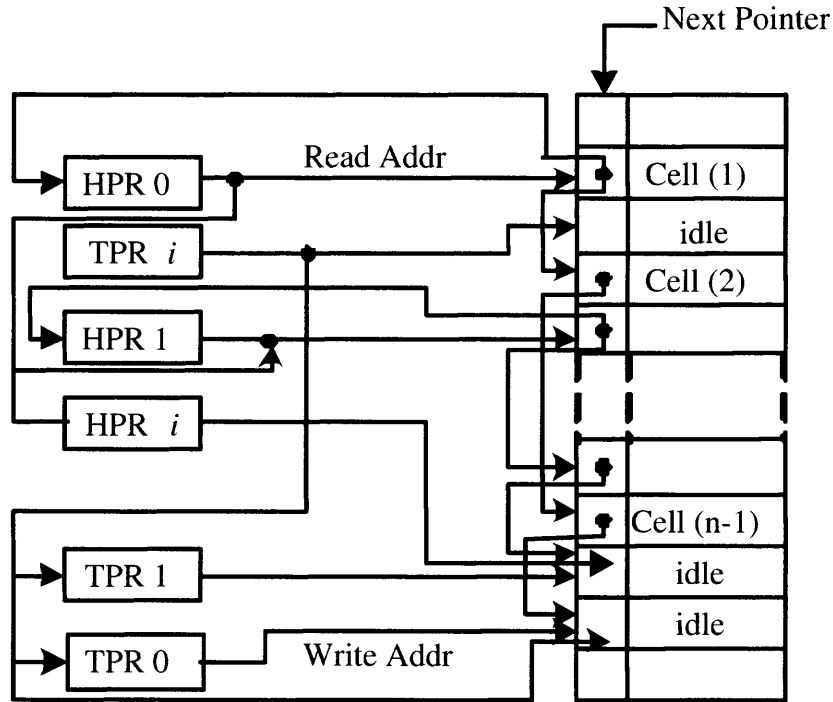 Next Pointer
Read Addr
HPR 0
Cell (1)
TPR i
idle
Cell (2)
HPR 1
HPR i
Cell (n-1)
TPR 1
idle
idle
TPR 0
Write Addr